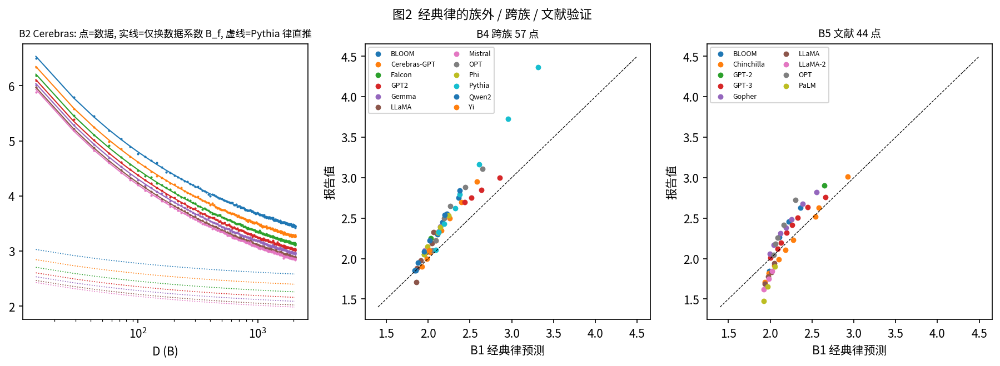 图2 经典律的族外 / 跨族 / 文献验证
B2 Cerebras: 点=数据, 实线=仅换数据系数 B_f, 虚线=Pythia 律直推
6
5
4
3
2
10²
10³
D (B)
B4 跨族 57 点
BLOOM
Cerebras-GPT
Falcon
GPT2
Gemma
LLaMA
Mistral
OPT
Phi
Pythia
Qwen2
Yi
报告值
4.5
4.0
3.5
3.0
2.5
2.0
1.5
1.5
2.0
2.5
3.0
3.5
4.0
4.5
B1 经典律预测
B5 文献 44 点
BLOOM
Chinchilla
GPT-2
GPT-3
Gopher
LLaMA
LLaMA-2
OPT
PaLM
报告值
4.5
4.0
3.5
3.0
2.5
2.0
1.5
1.5
2.0
2.5
3.0
3.5
4.0
4.5
B1 经典律预测